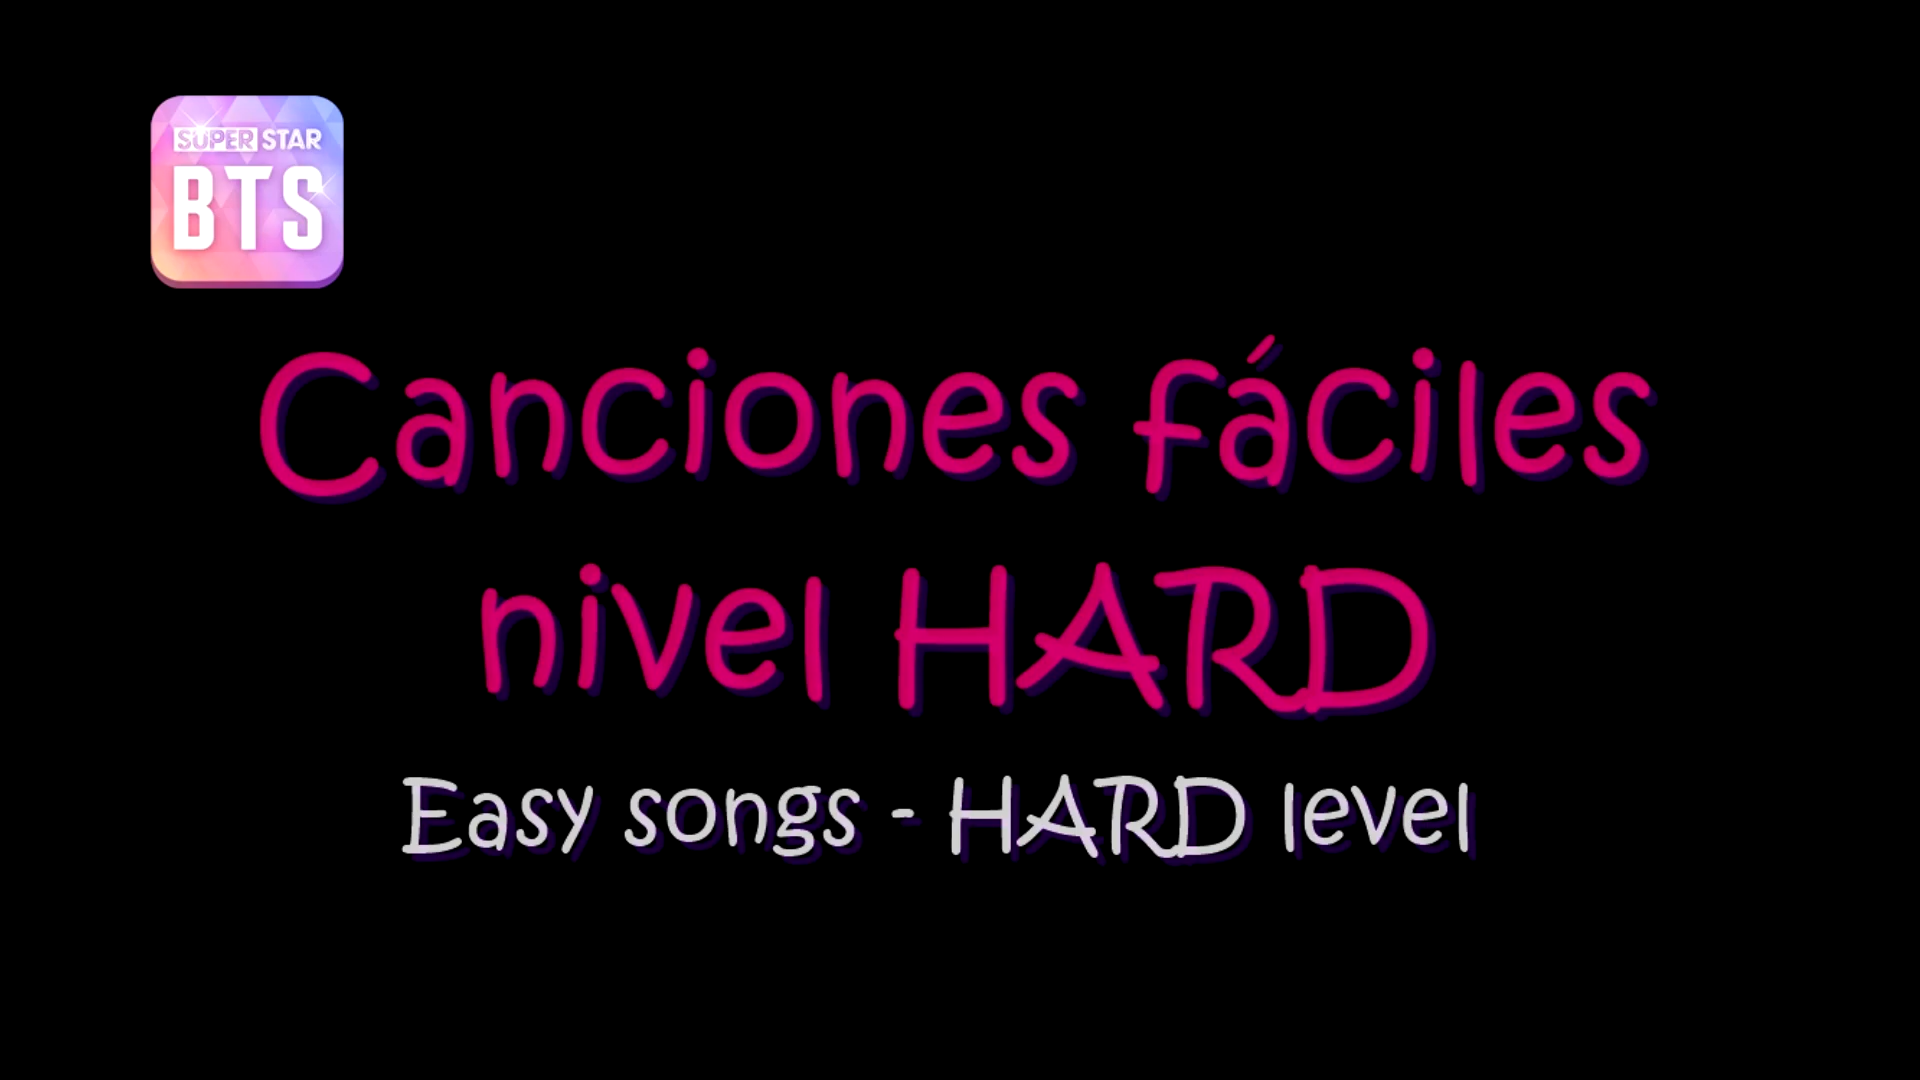 SUPER STAR
BTS
Canciones fáciles
nivel HARD
Easy songs - HARD level